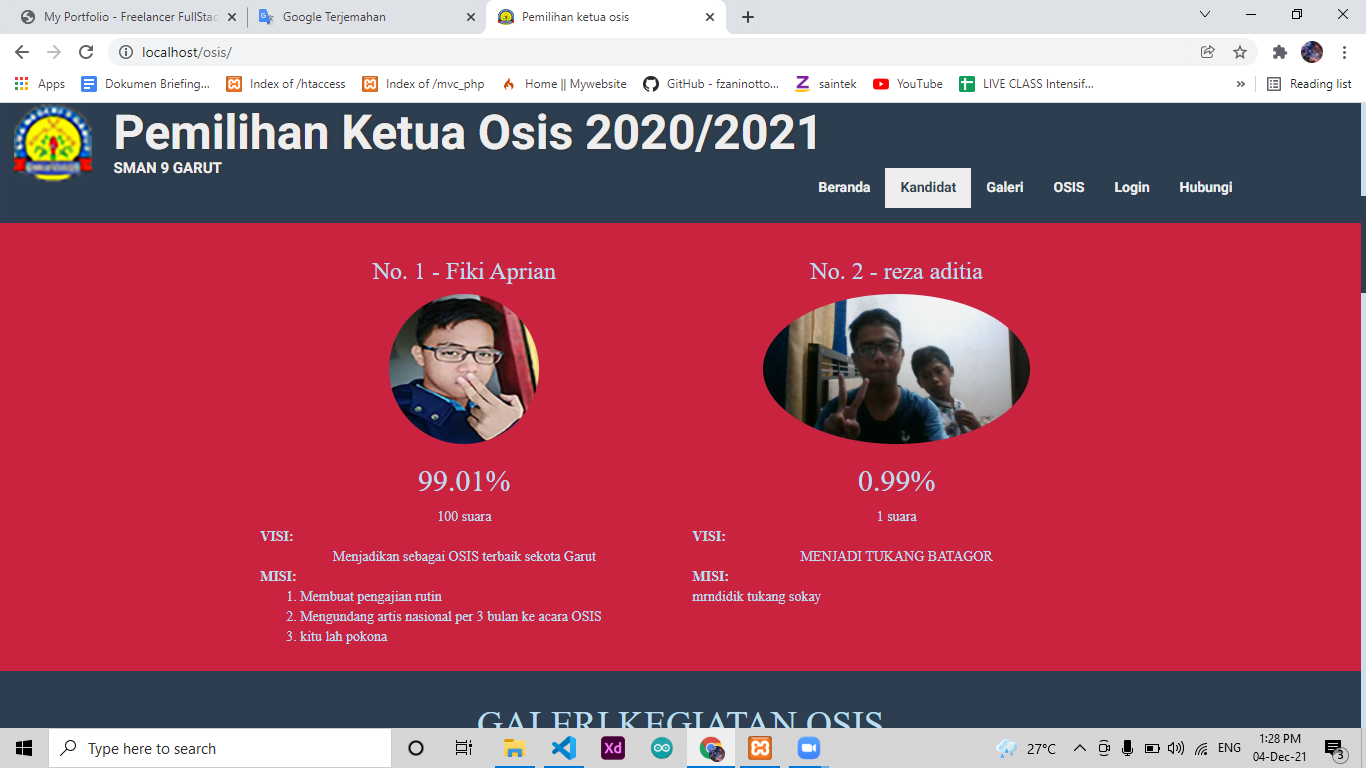 My Portfolio - Freelancer FullStac
Google Terjemahan
Pemilihan ketua osis
localhost/osis/
Apps
Dokumen Briefing...
Index of /htaccess
Index of /mvc_php
Home || Mywebsite
GitHub - fzaninotto...
saintek
YouTube
LIVE CLASS Intensif...
»
Reading list
Pemilihan Ketua Osis 2020/2021
SMAN 9 GARUT
Beranda Kandidat Galeri OSIS Login Hubungi
No. 1 - Fiki Aprian
99.01%
100 suara
VISI:
Menjadikan sebagai OSIS terbaik sekota Garut
MISI:
1. Membuat pengajian rutin
2. Mengundang artis nasional per 3 bulan ke acara OSIS
3. kitu lah pokona
No. 2 - reza aditia
0.99%
1 suara
VISI:
MENJADI TUKANG BATAGOR
MISI:
mrndidik tukang sokay
GALERI KEGIATAN OSIS
Type here to search
Xd
27°C
ENG
1:28 PM
04-Dec-21
3